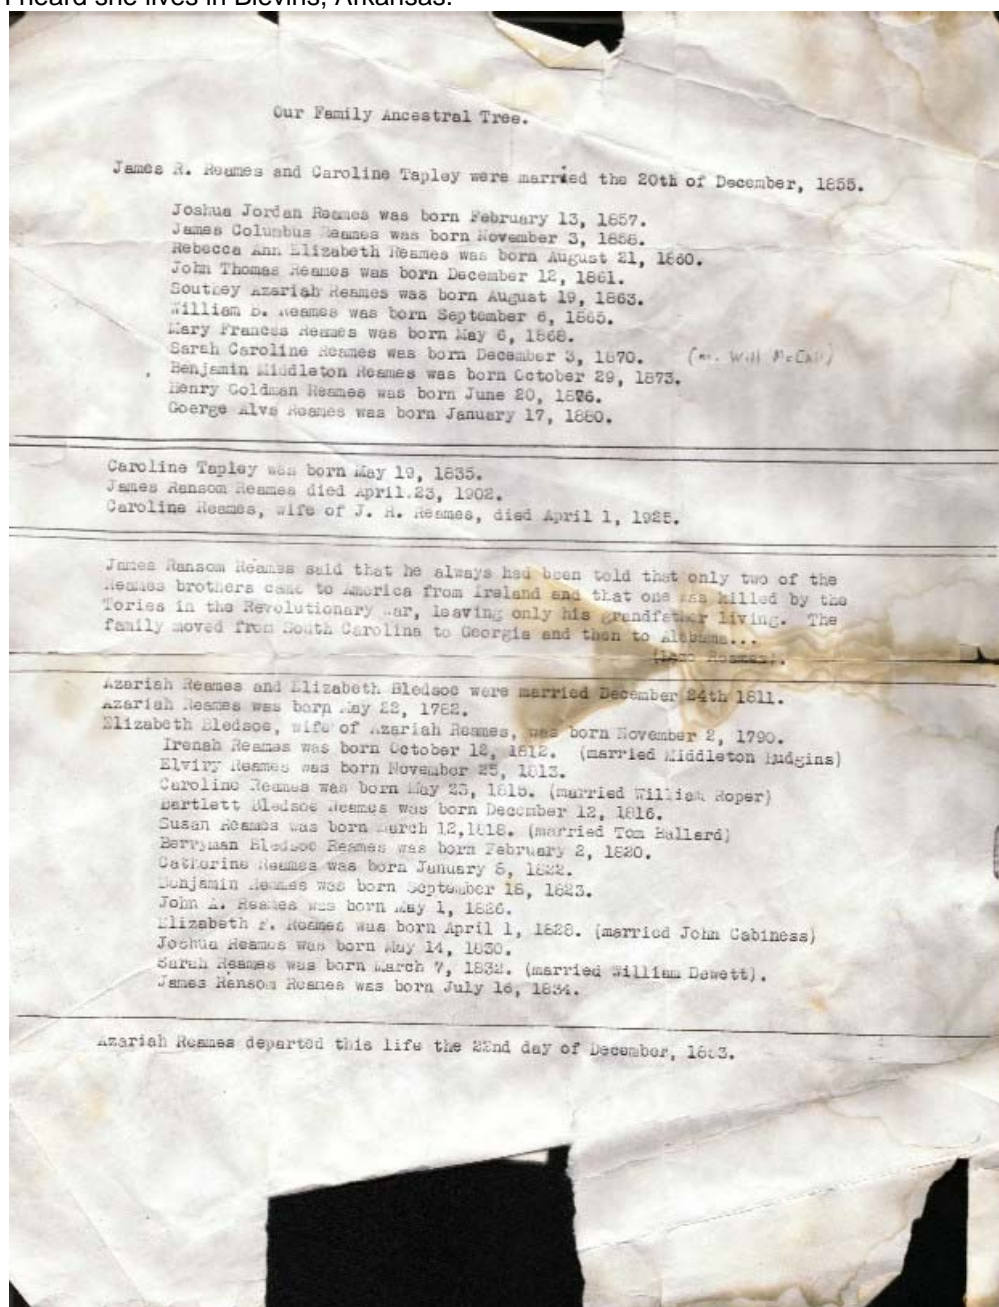 I heard she lives in Blevins, Arkansas.
Our Family Ancestral Tree.
James R. Reames and Caroline Tapley were married the 20th of December, 1855.
Joshua Jordan Reames was born February 13, 1857.
James Columbus Reames was born November 3, 1858.
Rebecca Ann Elizabeth Reames was born August 21, 1860.
John Thomas Reames was born December 12, 1861.
Southey Azariah Reames was born August 19, 1863.
William B. Reames was born September 6, 1865.
Mary Frances Reames was born May 6, 1868.
Sarah Caroline Reames was born December 3, 1870. (m. Will McCall)
Benjamin Middleton Reames was born October 29, 1873.
Henry Coldman Reames was born June 20, 1876.
Goerge Alva Reames was born January 17, 1880.
Caroline Tapley was born May 19, 1835.
James Ransom Reames died April.23, 1902.
Caroline Reames, wife of J. R. Reames, died April 1, 1925.
James Ransom Reames said that he always had been told that only two of the
Reames brothers came to America from Ireland and that one was killed by the
Tories in the Revolutionary War, leaving only his grandfather living. The
family moved from South Carolina to Georgia and then to Alabama...
Reames).
Azariah Reames and Elizabeth Bledsoe were married December 24th 1811.
Azariah Reames was born May 22, 1782.
Elizabeth Bledsoe, wife of Azariah Reames, was born November 2, 1790.
Irenah Reames was born October 12, 1812. (married Middleton Hudgins)
Elviry Reames was born November 25, 1813.
Caroline Reames was born May 23, 1815. (married William Roper)
Bartlett Bledsoe Reames was born December 12, 1816.
Susan Reames was born March 12,1818. (married Tom Ballard)
Berryman Bledsoe Reames was born February 2, 1820.
Catherine Reames was born January 5, 1822.
Benjamin Reames was born September 16, 1823.
John A. Reames was born May 1, 1826.
Elizabeth F. Reames was born April 1, 1828. (married John Cabiness)
Joshua Reames was born May 14, 1830.
Sarah Reames was born March 7, 1832. (married William Dewett).
James Ransom Reames was born July 16, 1834.
Azariah Reames departed this life the 22nd day of December,